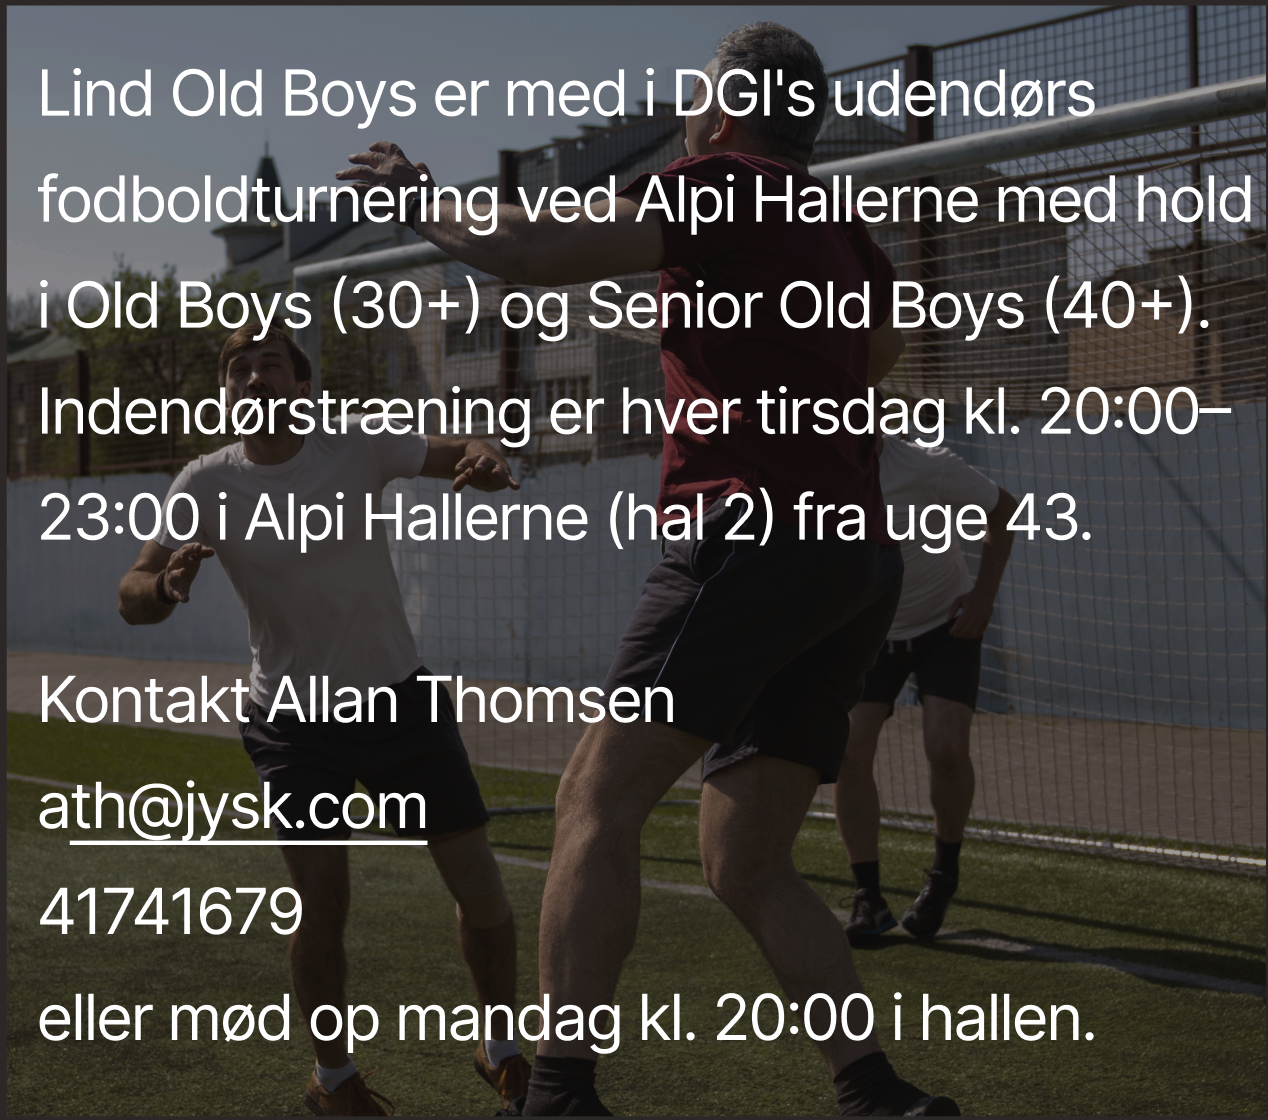 Lind Old Boys er med i DGI's udendørs
fodboldturnering ved Alpi Hallerne med hold
i Old Boys (30+) og Senior Old Boys (40+).
Indendørstræning er hver tirsdag kl. 20:00–
23:00 i Alpi Hallerne (hal 2) fra uge 43.
Kontakt Allan Thomsen
ath@jysk.com
41741679
eller mød op mandag kl. 20:00 i hallen.